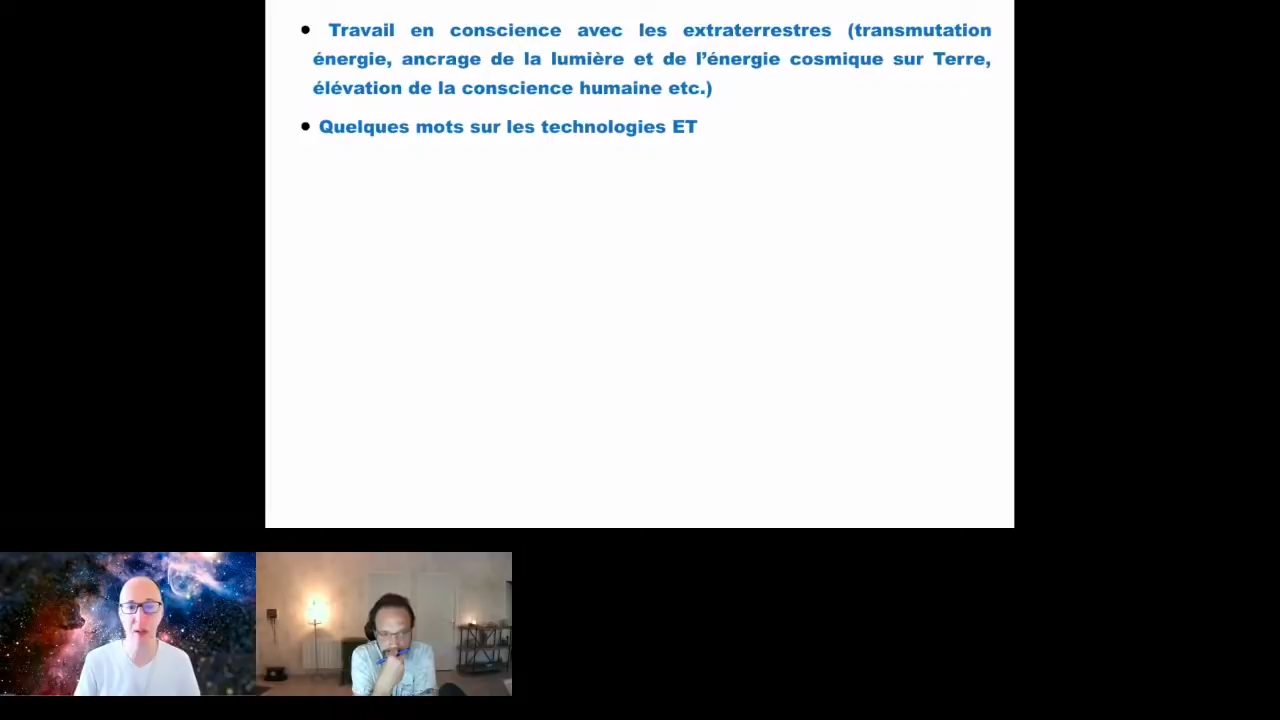 • Travail en conscience avec les extraterrestres (transmutation
énergie, ancrage de la lumière et de l’énergie cosmique sur Terre,
élévation de la conscience humaine etc.)
• Quelques mots sur les technologies ET